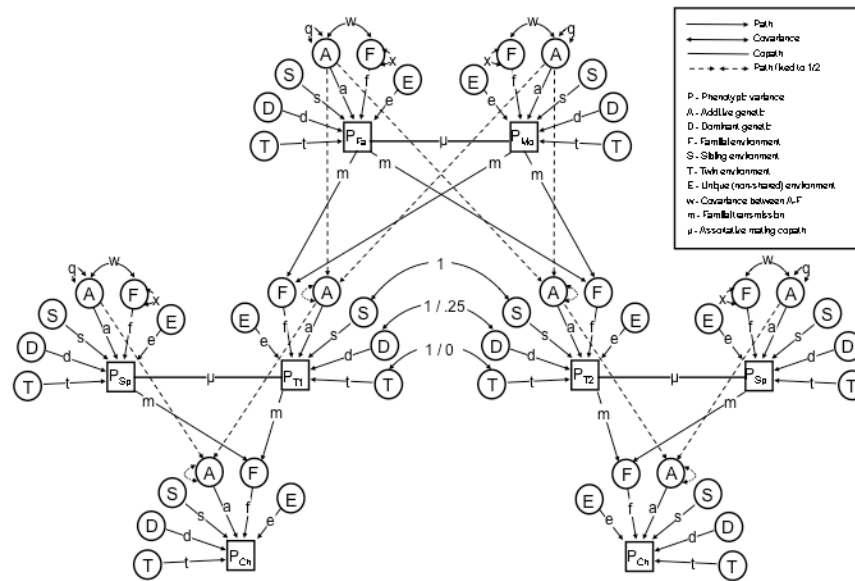 q w w q
A F F A
S x x S
E E
D s a f e e f a s D
T d d T
t P Fa μ P Mo t
m m m m
Path
Covariance
Copath
Path fixed to 1/2
P - Phenotypic variance
A - Additive genetic
D - Dominant genetic
F - Familial environment
S - Sibling environment
T - Twin environment
E - Unique (non-shared) environment
w - Covariance between A-F
m - Familial transmission
μ - Assortative mating copath
q w 1 w q
A F F A A F F A
S x E E S S E E x S
D s a f e e f a s 1 / .25 s a f e e f a s D
T d D D d T
t P Sp μ P T1 t T 1 / 0 T t P T2 μ P Sp t
m m m m
A F F A
S E E S
D s a f e e f a s D
T d d T
t P Ch P Ch t